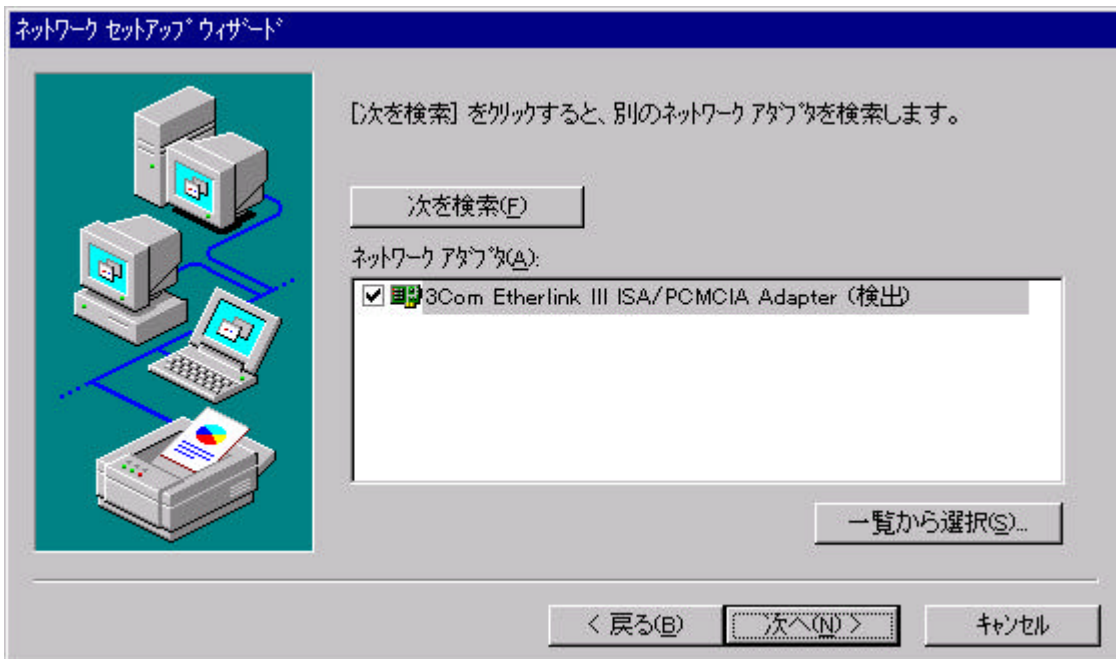 ﾈｯﾄﾜｰｸ ｾｯﾄｱｯﾌﾟ ｳｨｻﾞｰﾄﾞ
[次を検索] をｸﾘｯｸすると、別のﾈｯﾄﾜｰｸ ｱﾀﾞﾌﾟﾀを検索します。
次を検索(F)
ﾈｯﾄﾜｰｸ ｱﾀﾞﾌﾟﾀ(A):
3Com Etherlink III ISA/PCMCIA Adapter (検出)
一覧から選択(S)...
< 戻る(B)
次へ(N) >
ｷｬﾝｾﾙ